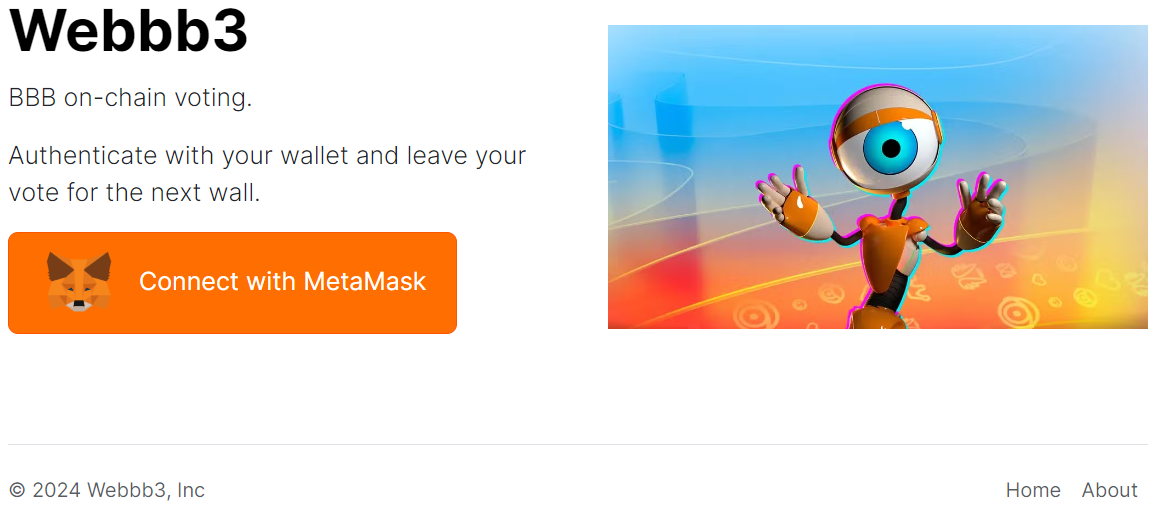 Webbb3
BBB on-chain voting.
Authenticate with your wallet and leave your
vote for the next wall.
Connect with MetaMask
© 2024 Webbb3, Inc
Home About